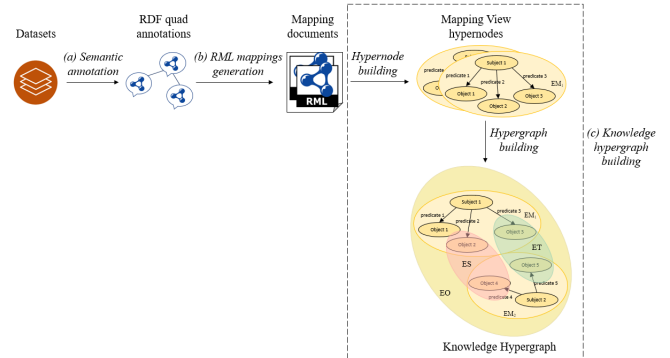 Datasets
(a) Semantic
annotation
RDF quad
annotations
(b) RML mappings
generation
Mapping
documents
RML
Hypernode
building
Mapping View
hypernodes
Subject 1
predicate 1
predicate 2
predicate 3
Object 1
Object 2
Object 3
EM₁
Hypergraph
building
(c) Knowledge
hypergraph
building
Subject 1
EM₁
predicate 1
predicate 2
predicate 3
Object 1
Object 2
Object 3
ES
ET
Object 5
EO
Object 4
predicate 4
predicate 5
Subject 2
EM₂
Knowledge Hypergraph